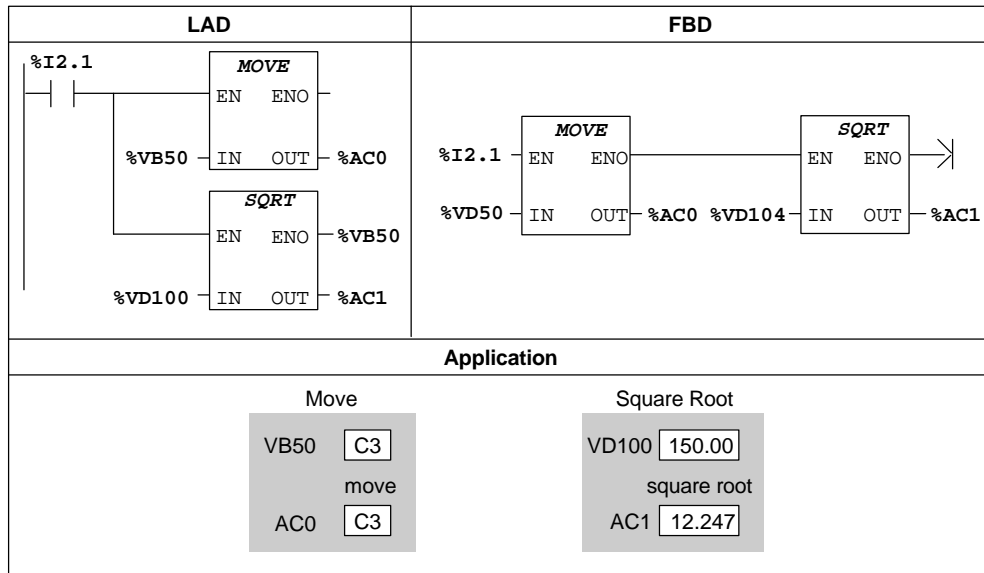 LAD
FBD
%I2.1
MOVE
EN ENO
%VB50 IN OUT %AC0
SQRT
EN ENO %VB50
%VD100 IN OUT %AC1
MOVE
%I2.1 EN ENO
%VD50 IN OUT %AC0
SQRT
EN ENO
%VD104 IN OUT %AC1
Application
Move
VB50 C3
move
AC0 C3
Square Root
VD100 150.00
square root
AC1 12.247